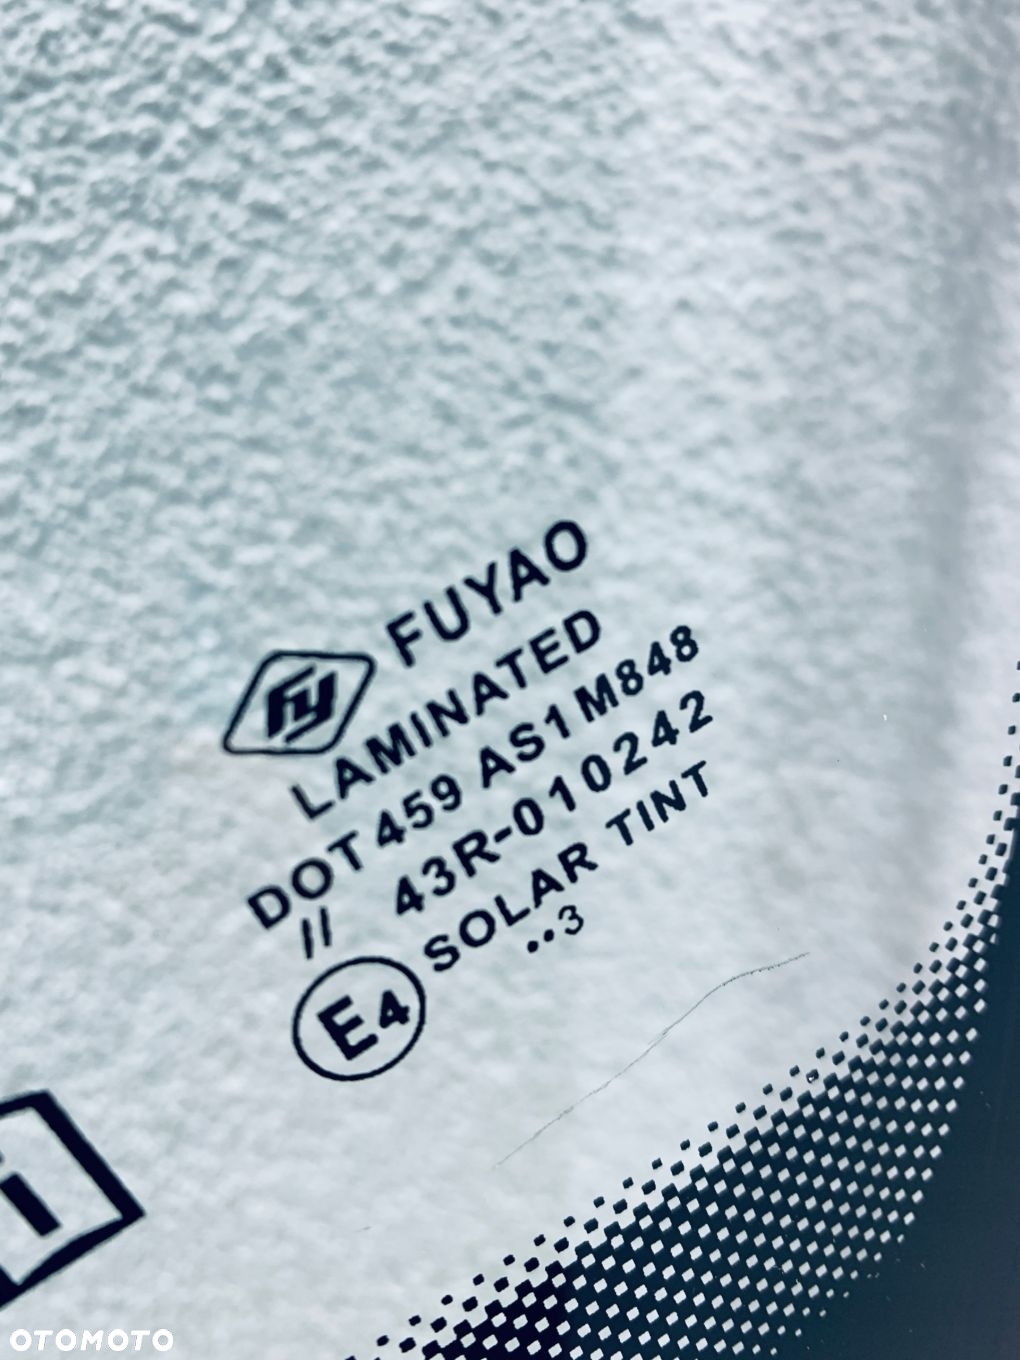 FUYAO
fy
LAMINATED
DOT 459 AS1 M848
// 43R-010242
E4 SOLAR TINT
..3
i
OTOMOTO